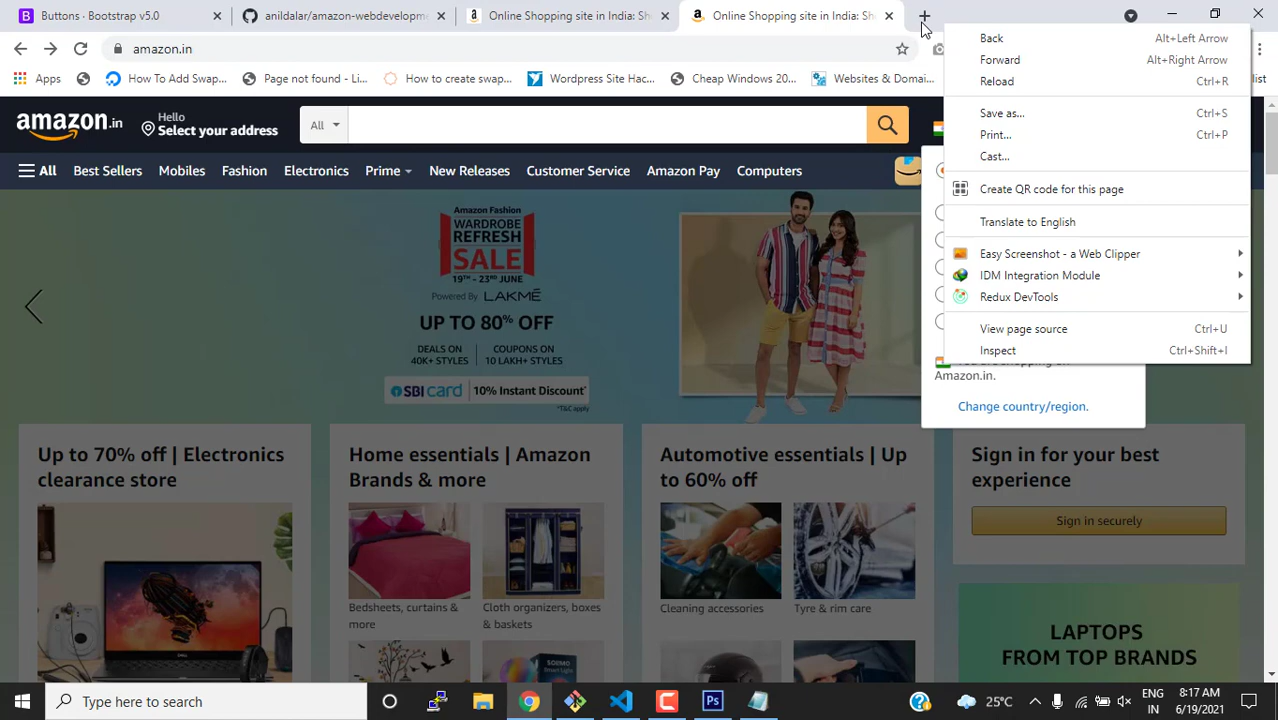 Buttons · Bootstrap v5.0
anildalar/amazon-webdevelopme
Online Shopping site in India: Sh
Online Shopping site in India: Sh
amazon.in
Apps
How To Add Swap...
Page not found - Li...
How to create swap...
Wordpress Site Hac...
Cheap Windows 20...
Websites & Domai...
list
Back Alt+Left Arrow
Forward Alt+Right Arrow
Reload Ctrl+R
Save as... Ctrl+S
Print... Ctrl+P
Cast...
Create QR code for this page
Translate to English
Easy Screenshot - a Web Clipper
IDM Integration Module
Redux DevTools
View page source Ctrl+U
Inspect Ctrl+Shift+I
amazon.in
Hello
Select your address
All
All Best Sellers Mobiles Fashion Electronics Prime New Releases Customer Service Amazon Pay Computers
Amazon Fashion
WARDROBE
REFRESH
SALE
19TH - 23RD JUNE
Powered By LAKMÉ
UP TO 80% OFF
DEALS ON
40K+ STYLES
COUPONS ON
10 LAKH+ STYLES
SBI card 10% Instant Discount*
*T&C apply
Amazon.in.
Change country/region.
Up to 70% off | Electronics
clearance store
Home essentials | Amazon
Brands & more
Bedsheets, curtains &
more
Cloth organizers, boxes
& baskets
Automotive essentials | Up
to 60% off
Cleaning accessories
Tyre & rim care
Sign in for your best
experience
Sign in securely
LAPTOPS
FROM TOP BRANDS
Type here to search
25°C
ENG
IN
8:17 AM
6/19/2021